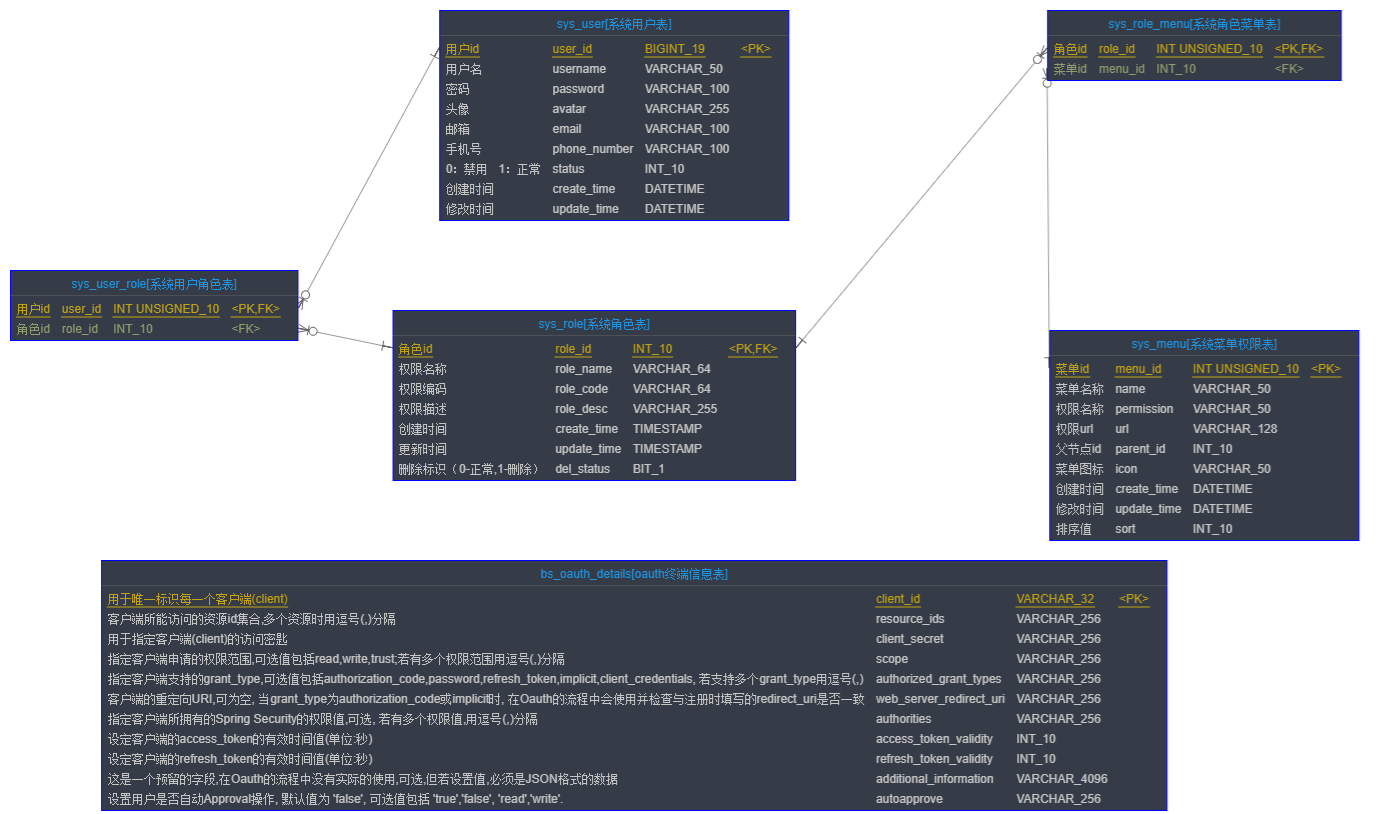 sys_user[系统用户表]
用户id user_id BIGINT_19 <PK>
用户名 username VARCHAR_50
密码 password VARCHAR_100
头像 avatar VARCHAR_255
邮箱 email VARCHAR_100
手机号 phone_number VARCHAR_100
0：禁用 1：正常 status INT_10
创建时间 create_time DATETIME
修改时间 update_time DATETIME
sys_role_menu[系统角色菜单表]
角色id role_id INT UNSIGNED_10 <PK,FK>
菜单id menu_id INT_10 <FK>
sys_user_role[系统用户角色表]
用户id user_id INT UNSIGNED_10 <PK,FK>
角色id role_id INT_10 <FK>
sys_role[系统角色表]
角色id role_id INT_10 <PK,FK>
权限名称 role_name VARCHAR_64
权限编码 role_code VARCHAR_64
权限描述 role_desc VARCHAR_255
创建时间 create_time TIMESTAMP
更新时间 update_time TIMESTAMP
删除标识（0-正常,1-删除） del_status BIT_1
sys_menu[系统菜单权限表]
菜单id menu_id INT UNSIGNED_10 <PK>
菜单名称 name VARCHAR_50
权限名称 permission VARCHAR_50
权限url url VARCHAR_128
父节点id parent_id INT_10
菜单图标 icon VARCHAR_50
创建时间 create_time DATETIME
修改时间 update_time DATETIME
排序值 sort INT_10
bs_oauth_details[oauth终端信息表]
用于唯一标识每一个客户端(client) client_id VARCHAR_32 <PK>
客户端所能访问的资源id集合,多个资源时用逗号(,)分隔 resource_ids VARCHAR_256
用于指定客户端(client)的访问密匙 client_secret VARCHAR_256
指定客户端申请的权限范围,可选值包括read,write,trust;若有多个权限范围用逗号(,)分隔 scope VARCHAR_256
指定客户端支持的grant_type,可选值包括authorization_code,password,refresh_token,implicit,client_credentials, 若支持多个grant_type用逗号(,) authorized_grant_types VARCHAR_256
客户端的重定向URI,可为空, 当grant_type为authorization_code或implicit时, 在Oauth的流程中会使用并检查与注册时填写的redirect_uri是否一致 web_server_redirect_uri VARCHAR_256
指定客户端所拥有的Spring Security的权限值,可选, 若有多个权限值,用逗号(,)分隔 authorities VARCHAR_256
设定客户端的access_token的有效时间值(单位:秒) access_token_validity INT_10
设定客户端的refresh_token的有效时间值(单位:秒) refresh_token_validity INT_10
这是一个预留的字段,在Oauth的流程中没有实际的使用,可选,但若设置值,必须是JSON格式的数据 additional_information VARCHAR_4096
设置用户是否自动Approval操作, 默认值为 'false', 可选值包括 'true','false', 'read','write'. autoapprove VARCHAR_256